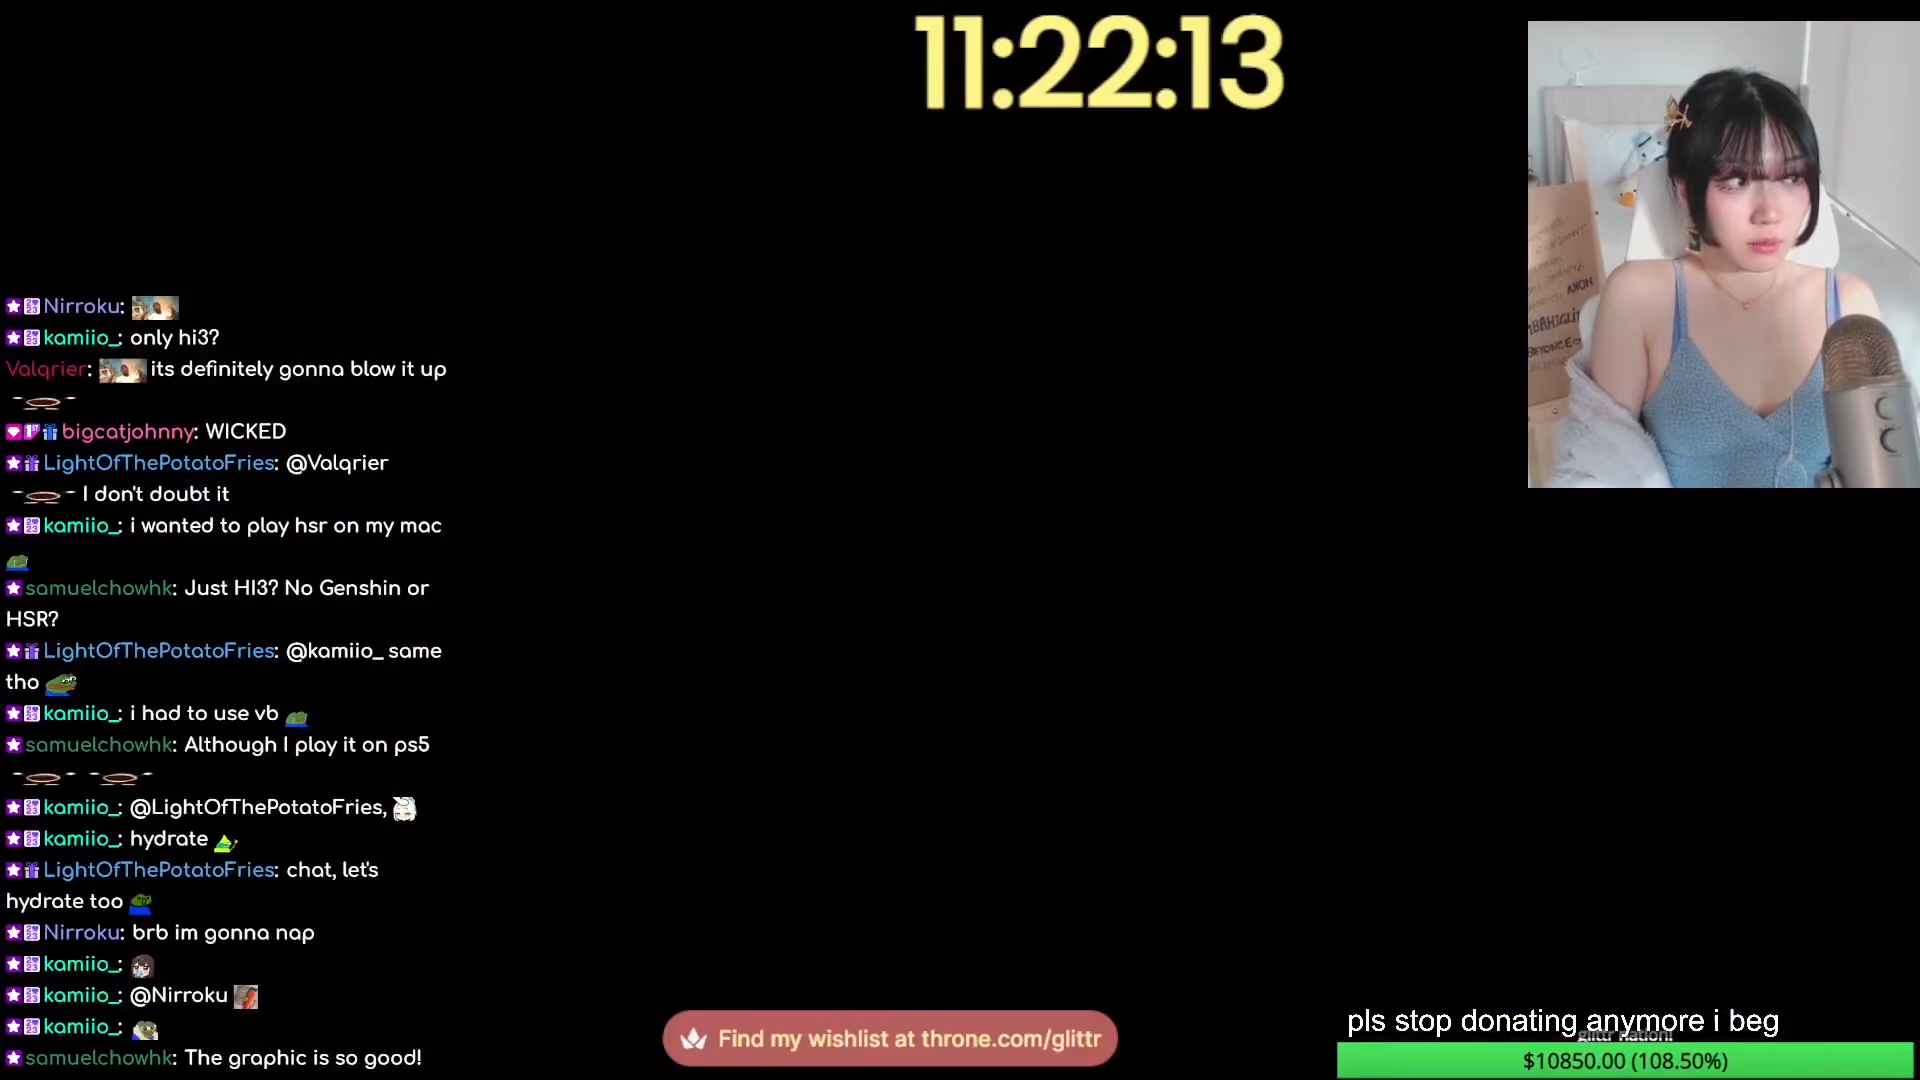 11:22:13
Nirroku:
kamiio_: only hi3?
Valqrier: its definitely gonna blow it up
bigcatjohnny: WICKED
LightOfThePotatoFries: @Valqrier
I don't doubt it
kamiio_: i wanted to play hsr on my mac
samuelchowhk: Just HI3? No Genshin or
HSR?
LightOfThePotatoFries: @kamiio_ same
tho
kamiio_: i had to use vb
samuelchowhk: Although I play it on ps5
kamiio_: @LightOfThePotatoFries,
kamiio_: hydrate
LightOfThePotatoFries: chat, let's
hydrate too
Nirroku: brb im gonna nap
kamiio_:
kamiio_: @Nirroku
kamiio_:
samuelchowhk: The graphic is so good!
ANON
Find my wishlist at throne.com/glittr
pls stop donating anymore i beg
glittr nation!
$10850.00 (108.50%)